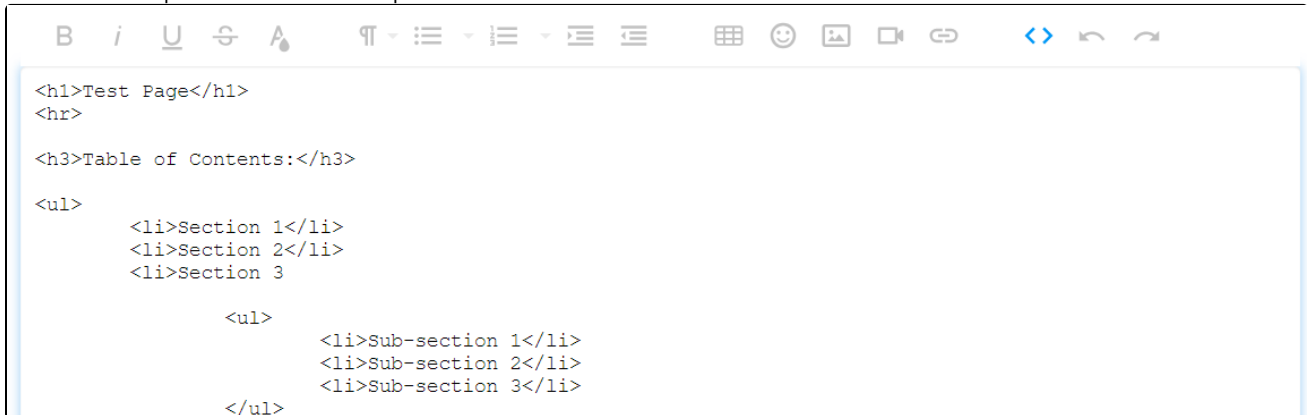 <h1>Test Page</h1>
<hr>
<h3>Table of Contents:</h3>
<ul>
<li>Section 1</li>
<li>Section 2</li>
<li>Section 3
<ul>
<li>Sub-section 1</li>
<li>Sub-section 2</li>
<li>Sub-section 3</li>
</ul>